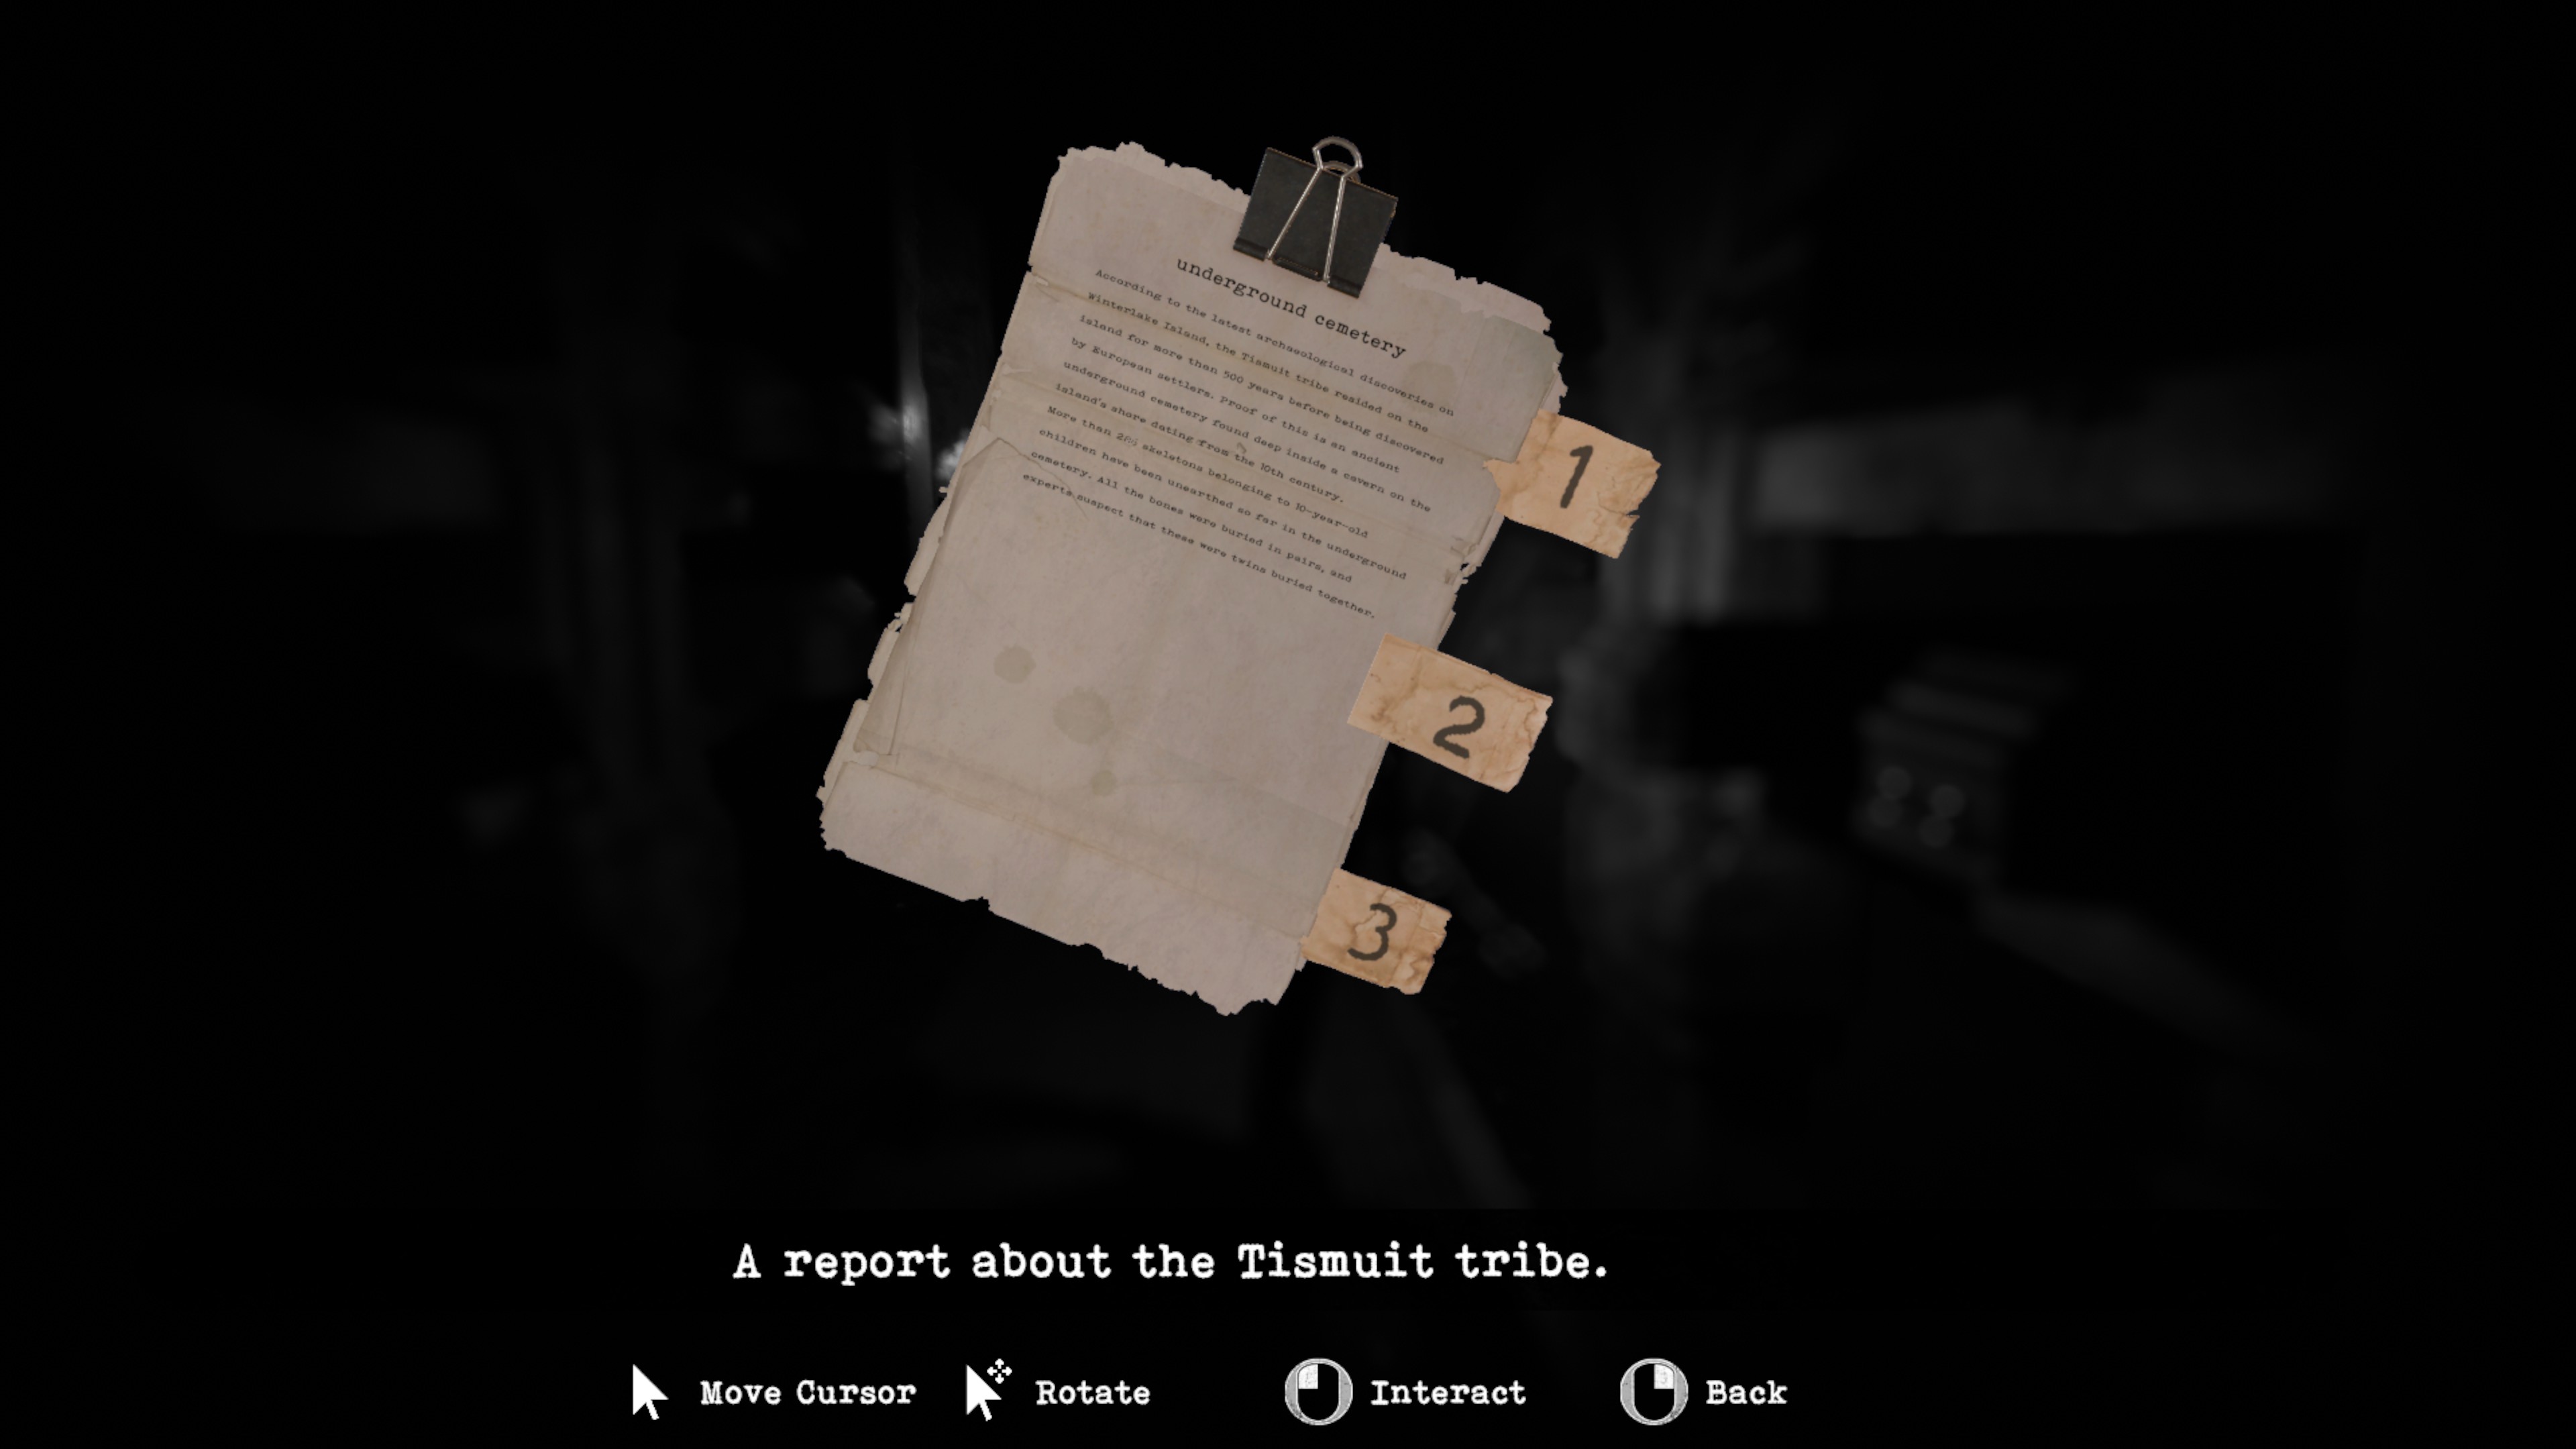 underground cemetery
According to the latest archaeological discoveries on
Winterlake Island, the Tismuit tribe resided on the
island for more than 500 years before being discovered
by European settlers. Proof of this is an ancient
underground cemetery found deep inside a cavern on the
island's shore dating from the 10th century.
More than skeletons belonging to 10-year-old
children have been unearthed so far in the underground
cemetery. All the bones were buried in pairs, and
experts suspect that these were twins buried together.
1
2
3
A report about the Tismuit tribe.
Move Cursor Rotate Interact Back